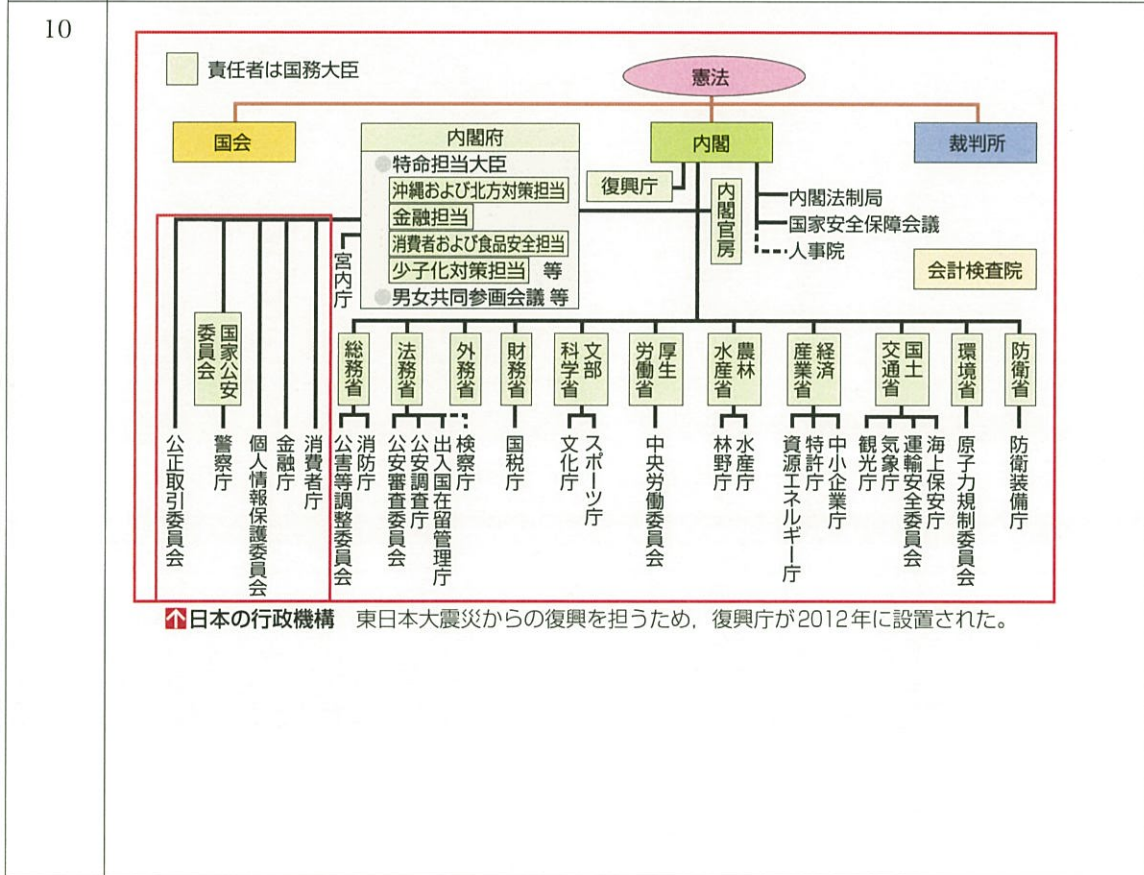 10
責任者は国務大臣
憲法
国会
内閣府
内閣
裁判所
特命担当大臣
沖縄および北方対策担当
金融担当
消費者および食品安全担当
少子化対策担当 等
男女共同参画会議 等
復興庁
内閣官房
内閣法制局
国家安全保障会議
人事院
会計検査院
宮内庁
国家公安
委員会
総務省
法務省
外務省
財務省
文部
科学省
厚生
労働省
農林
水産省
経済
産業省
国土
交通省
環境省
防衛省
公正取引委員会
警察庁
個人情報保護委員会
金融庁
消費者庁
公害等調整委員会
消防庁
公安審査委員会
公安調査庁
出入国在留管理庁
検察庁
国税庁
文化庁
スポーツ庁
中央労働委員会
林野庁
水産庁
資源エネルギー庁
特許庁
中小企業庁
観光庁
気象庁
運輸安全委員会
海上保安庁
原子力規制委員会
防衛装備庁
日本の行政機構 東日本大震災からの復興を担うため，復興庁が2012年に設置された。